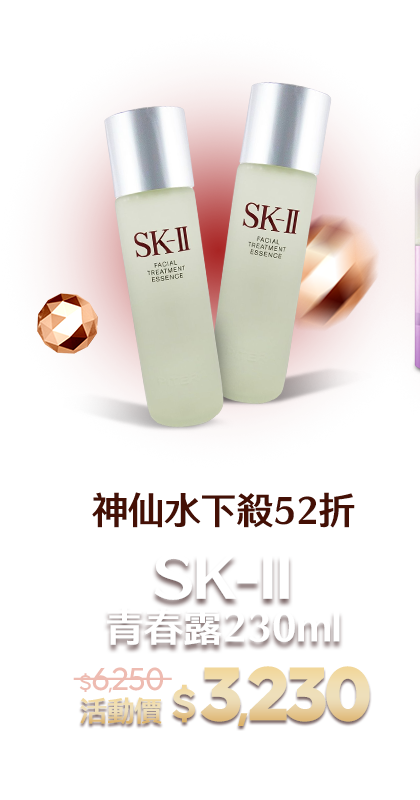 SK-II
FACIAL
TREATMENT
ESSENCE
SK-II
FACIAL
TREATMENT
ESSENCE
神仙水下殺52折
SK-II
青春露230ml
$6,250
活動價 $3,230